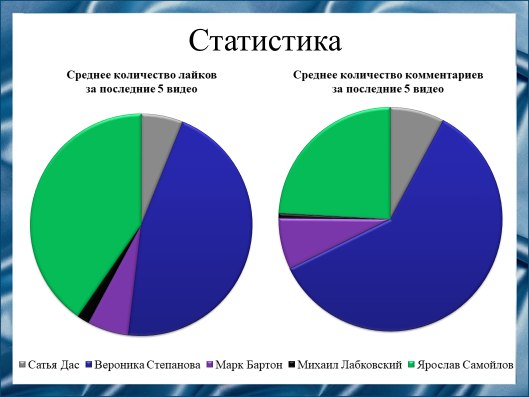 Статистика
Среднее количество лайков
за последние 5 видео
Среднее количество комментариев
за последние 5 видео
Сатья Дас Вероника Степанова Марк Бартон Михаил Лабковский Ярослав Самойлов